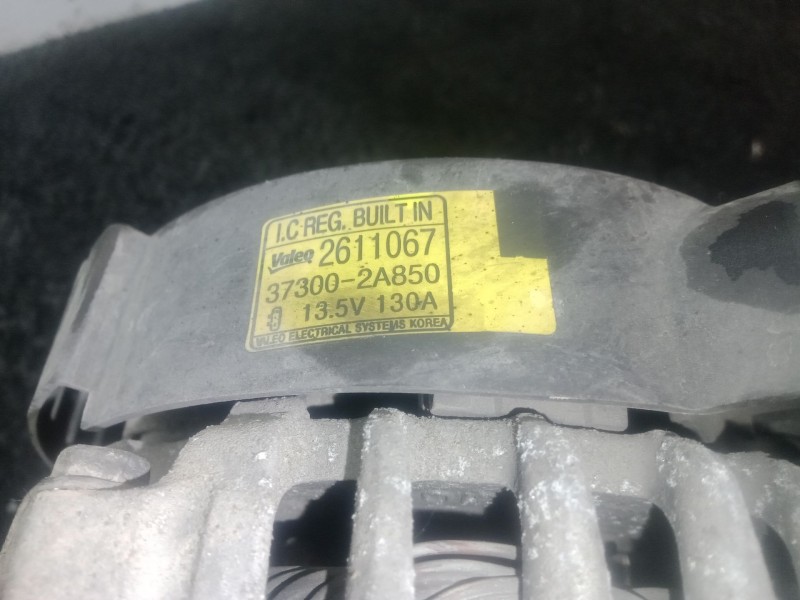 I.C REG. BUILT IN
Valeo 2611067
37300-2A850
13.5V 130A
VALEO ELECTRICAL SYSTEMS KOREA